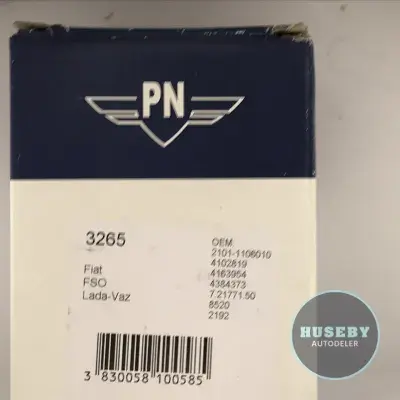 PN
3265
Fiat
FSO
Lada-Vaz
OEM
2101-1106010
4102819
4163954
4384373
7.21771.50
8520
2192
3 830058 100585
HUSEBY
AUTODELER